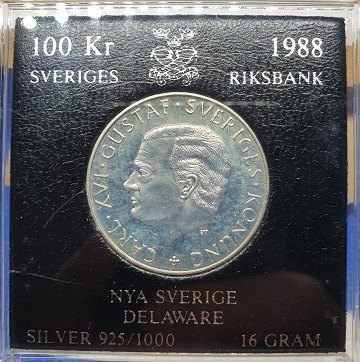 100 Kr 1988
SVERIGES RIKSBANK
CARL·XVI·GUSTAF·SVERIGES·KONUNG
NYA SVERIGE
DELAWARE
SILVER 925/1000 16 GRAM